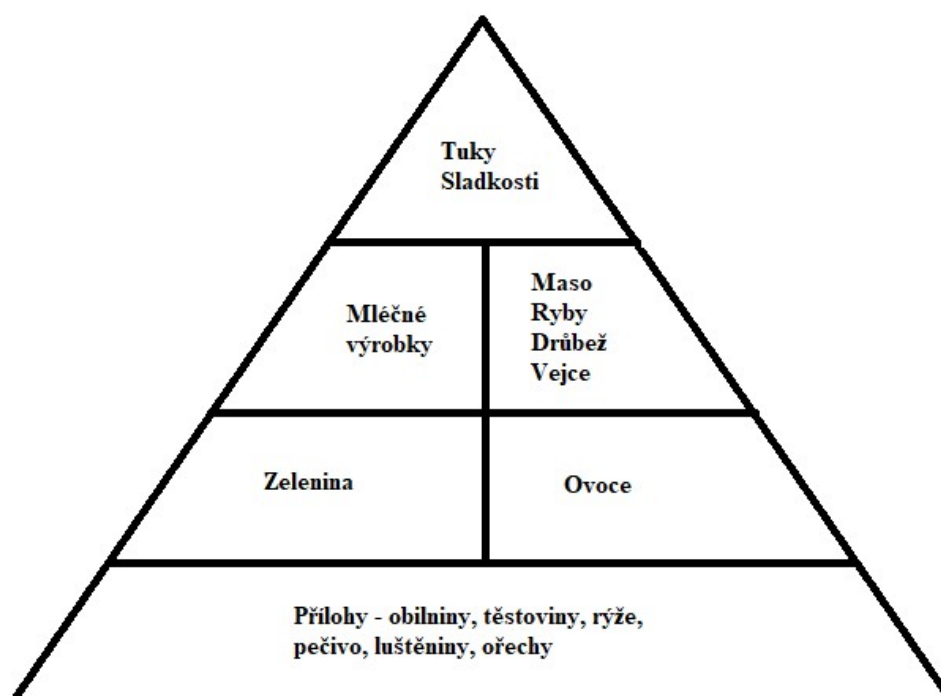 Tuky
Sladkosti
Mléčné
výrobky
Maso
Ryby
Drůbež
Vejce
Zelenina
Ovoce
Přílohy - obilniny, těstoviny, rýže,
pečivo, luštěniny, ořechy